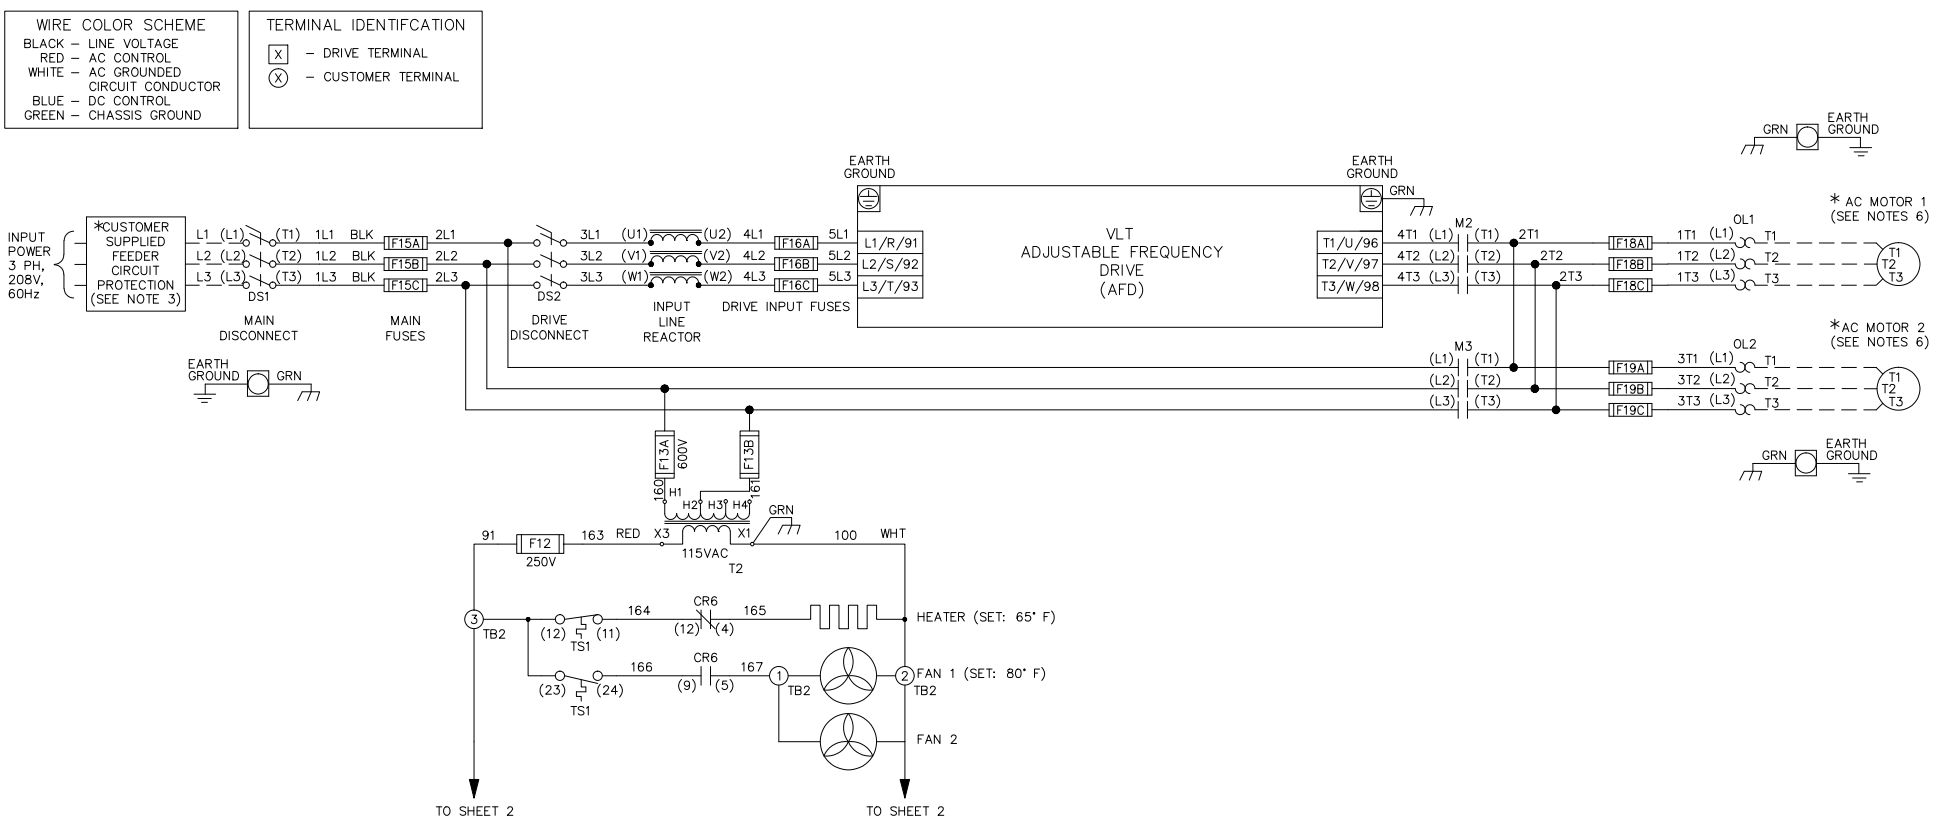 WIRE COLOR SCHEME
BLACK – LINE VOLTAGE
RED – AC CONTROL
WHITE – AC GROUNDED
CIRCUIT CONDUCTOR
BLUE – DC CONTROL
GREEN – CHASSIS GROUND
TERMINAL IDENTIFCATION
X – DRIVE TERMINAL
X – CUSTOMER TERMINAL
GRN
EARTH
GROUND
EARTH
GROUND
EARTH
GROUND
GRN
INPUT
POWER
3 PH,
208V,
60Hz
*CUSTOMER
SUPPLIED
FEEDER
CIRCUIT
PROTECTION
(SEE NOTE 3)
L1 (L1) (T1) 1L1 BLK F15A 2L1 3L1 (U1) (U2) 4L1 F16A 5L1 L1/R/91
L2 (L2) (T2) 1L2 BLK F15B 2L2 3L2 (V1) (V2) 4L2 F16B 5L2 L2/S/92
L3 (L3) (T3) 1L3 BLK F15C 2L3 3L3 (W1) (W2) 4L3 F16C 5L3 L3/T/93
DS1
MAIN
DISCONNECT
MAIN
FUSES
DS2
DRIVE
DISCONNECT
INPUT
LINE
REACTOR
DRIVE INPUT FUSES
VLT
ADJUSTABLE FREQUENCY
DRIVE
(AFD)
M2
OL1
* AC MOTOR 1
(SEE NOTES 6)
T1/U/96 4T1 (L1) (T1) 2T1 F18A 1T1 (L1) T1 T1
T2/V/97 4T2 (L2) (T2) 2T2 F18B 1T2 (L2) T2 T2
T3/W/98 4T3 (L3) (T3) 2T3 F18C 1T3 (L3) T3 T3
*AC MOTOR 2
(SEE NOTES 6)
M3
OL2
(L1) (T1) F19A 3T1 (L1) T1 T1
(L2) (T2) F19B 3T2 (L2) T2 T2
(L3) (T3) F19C 3T3 (L3) T3 T3
EARTH
GROUND
GRN
GRN
EARTH
GROUND
F13A
600V
F13B
160
161
H1
H2 H3 H4
GRN
91 F12 163 RED X3 X1 100 WHT
250V
115VAC
T2
3
TB2
(12) (11)
TS1
164
CR6
(12) (4)
165
HEATER (SET: 65° F)
(23) (24)
TS1
166
CR6
(9) (5)
167
1
TB2
2
TB2
FAN 1 (SET: 80° F)
FAN 2
TO SHEET 2
TO SHEET 2